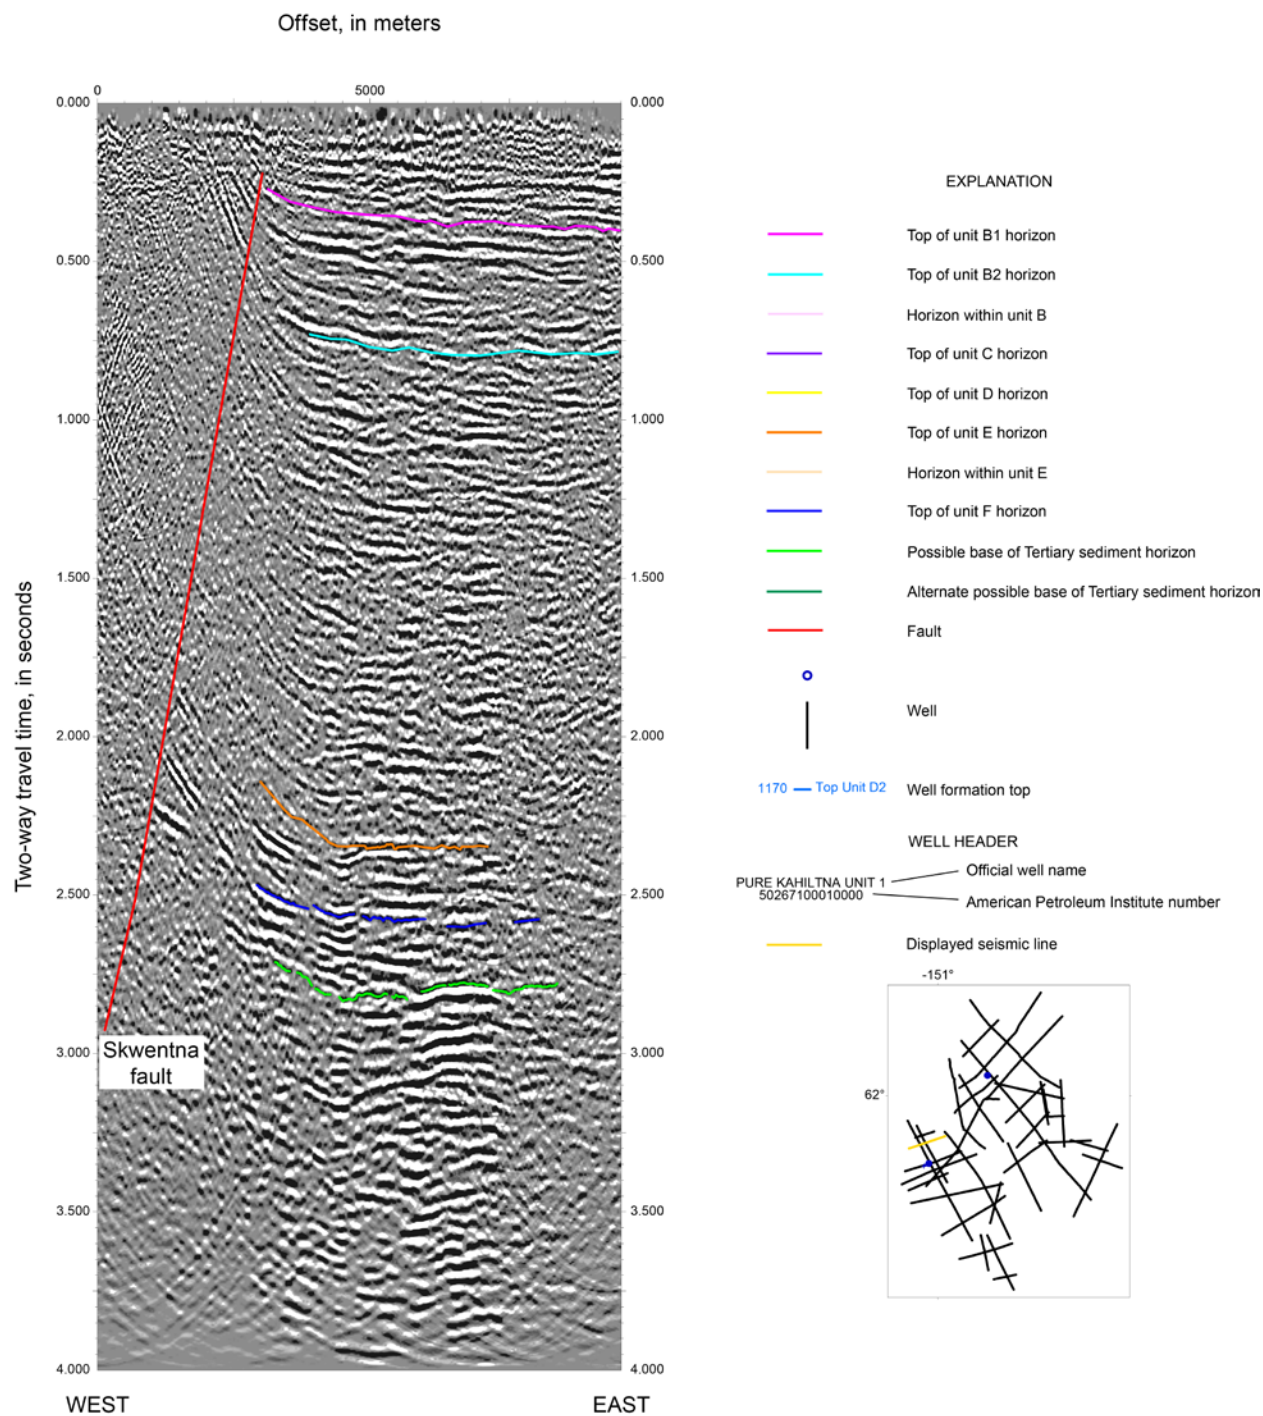 Offset, in meters
0 5000
0.000 0.000
0.500 0.500
1.000 1.000
1.500 1.500
2.000 2.000
2.500 2.500
3.000 3.000
3.500 3.500
4.000 4.000
Two-way travel time, in seconds
Skwentna
fault
WEST EAST
EXPLANATION
Top of unit B1 horizon
Top of unit B2 horizon
Horizon within unit B
Top of unit C horizon
Top of unit D horizon
Top of unit E horizon
Horizon within unit E
Top of unit F horizon
Possible base of Tertiary sediment horizon
Alternate possible base of Tertiary sediment horizon
Fault
Well
1170 Top Unit D2 Well formation top
WELL HEADER
Official well name
PURE KAHILTNA UNIT 1
50267100010000
American Petroleum Institute number
Displayed seismic line
-151°
62°